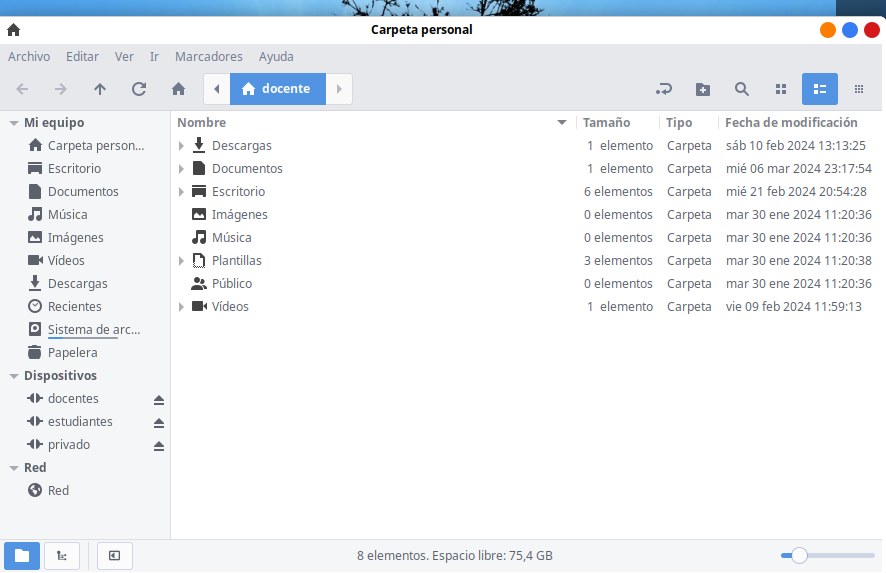 Carpeta personal
Archivo Editar Ver Ir Marcadores Ayuda
docente
Mi equipo
Carpeta person...
Escritorio
Documentos
Música
Imágenes
Vídeos
Descargas
Recientes
Sistema de arc...
Papelera
Dispositivos
docentes
estudiantes
privado
Red
Red
Nombre Tamaño Tipo Fecha de modificación
Descargas 1 elemento Carpeta sáb 10 feb 2024 13:13:25
Documentos 1 elemento Carpeta mié 06 mar 2024 23:17:54
Escritorio 6 elementos Carpeta mié 21 feb 2024 20:54:28
Imágenes 0 elementos Carpeta mar 30 ene 2024 11:20:36
Música 0 elementos Carpeta mar 30 ene 2024 11:20:36
Plantillas 3 elementos Carpeta mar 30 ene 2024 11:20:38
Público 0 elementos Carpeta mar 30 ene 2024 11:20:36
Vídeos 1 elemento Carpeta vie 09 feb 2024 11:59:13
8 elementos. Espacio libre: 75,4 GB